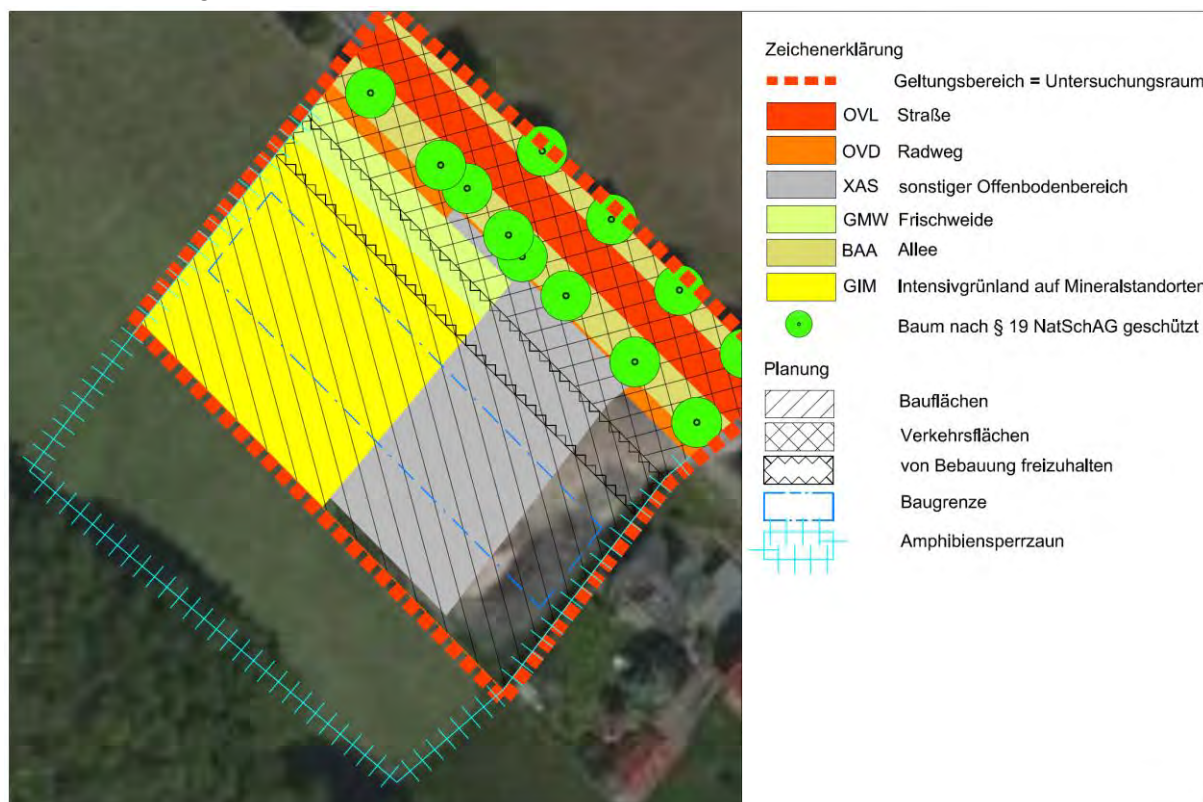 Zeichenerklärung
Geltungsbereich = Untersuchungsraum
OVL Straße
OVD Radweg
XAS sonstiger Offenbodenbereich
GMW Frischweide
BAA Allee
GIM Intensivgrünland auf Mineralstandorten
Baum nach § 19 NatSchAG geschützt
Planung
Bauflächen
Verkehrsflächen
von Bebauung freizuhalten
Baugrenze
Amphibiensperrzaun